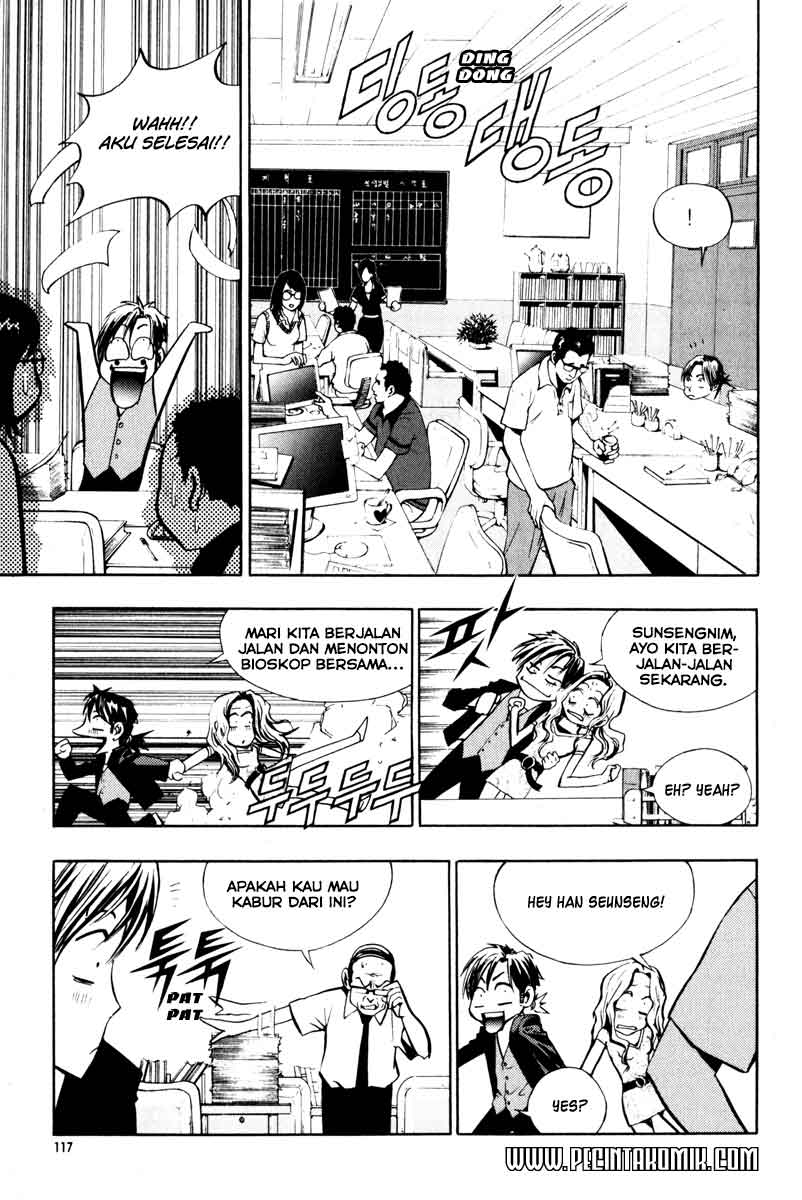 !
딩동
DING
DONG
댕동
WAHH!!
AKU SELESAI!!
SUNSENGNIM,
AYO KITA BER-
JALAN-JALAN
SEKARANG.
EH? YEAH?
MARI KITA BERJALAN
JALAN DAN MENONTON
BIOSKOP BERSAMA...
두두두두
HEY HAN SEUNSENG!
YES?
APAKAH KAU MAU
KABUR DARI INI?
툭
툭
PAT
PAT
117
WWW.PECINTAKOMIK.COM